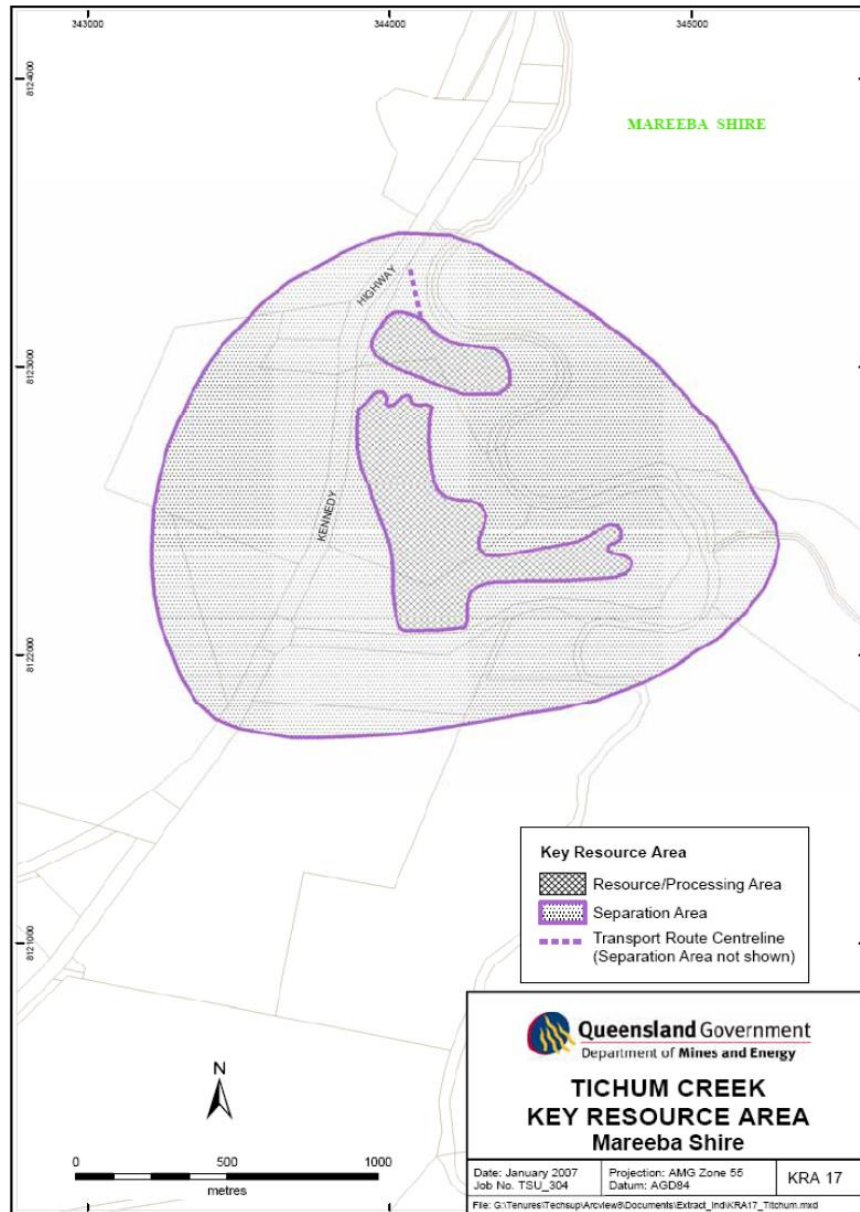 343000
344000
345000
8124000
MAREEBA SHIRE
HIGHWAY
8123000
KENNEDY
8122000
Key Resource Area
Resource/Processing Area
Separation Area
Transport Route Centreline
(Separation Area not shown)
8121000
Queensland Government
Department of Mines and Energy
N
TICHUM CREEK
KEY RESOURCE AREA
Mareeba Shire
0 500 1000
metres
Date: January 2007
Job No. TSU_304
Projection: AMG Zone 55
Datum: AGD84
KRA 17
File: G:\Tenures\Techsup\Arcview8\Documents\Extract_Ind\KRA17_Titchum.mxd